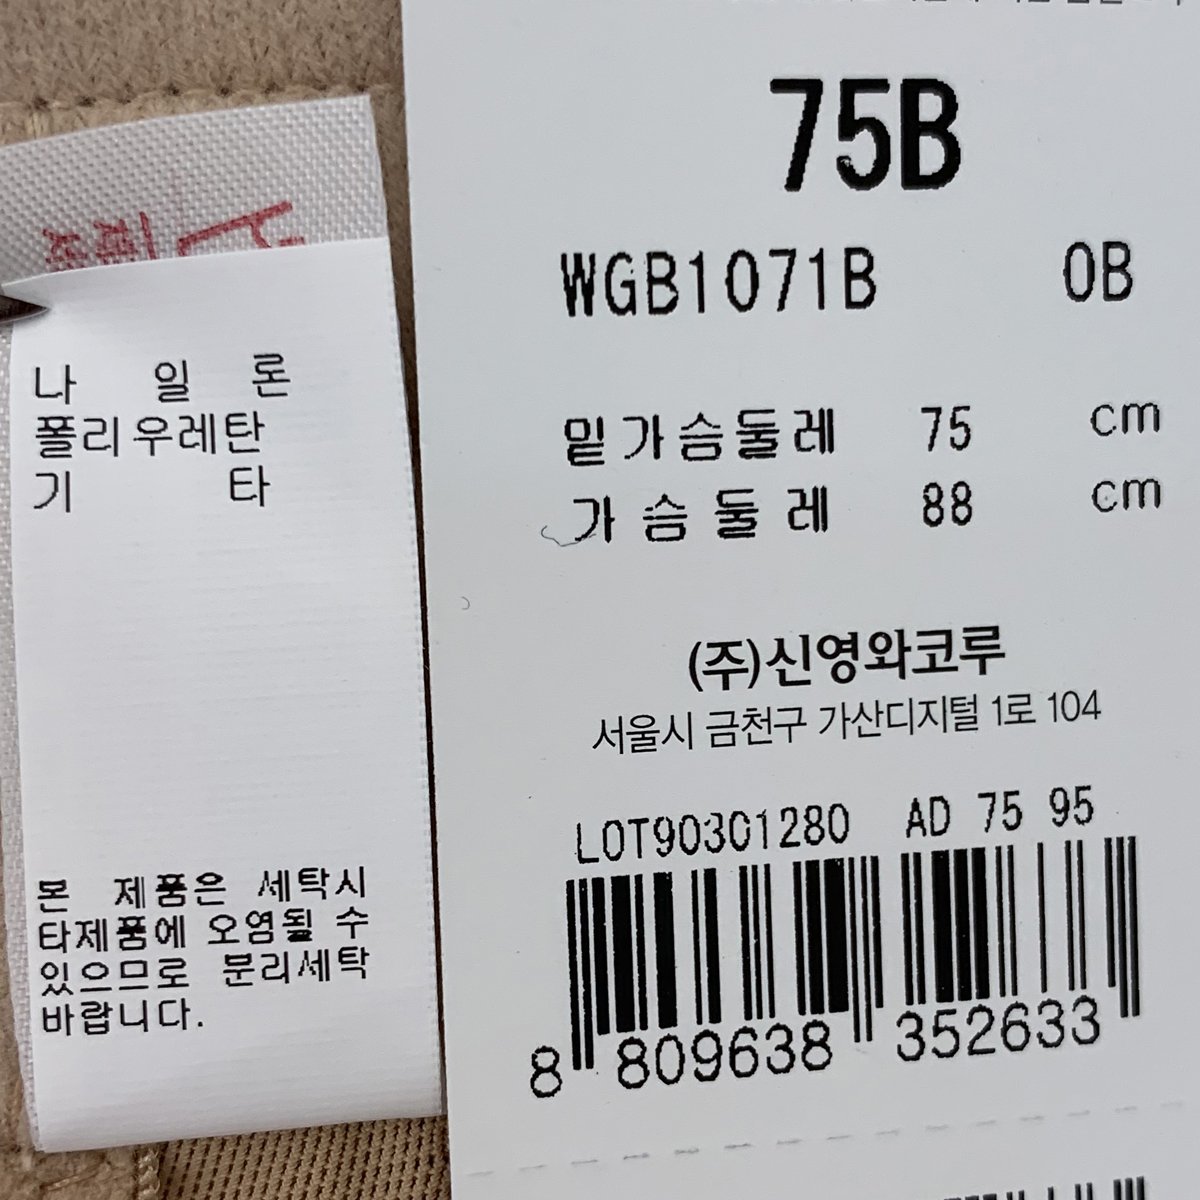 나 일 론
폴리우레탄
기 타
본 제품은 세탁시
타제품에 오염될 수
있으므로 분리세탁
바랍니다.
75B
WGB1071B 0B
밑가슴둘레 75 cm
가슴둘레 88 cm
(주)신영와코루
서울시 금천구 가산디지털 1로 104
LOT90301280 AD 75 95
8 809638 352633